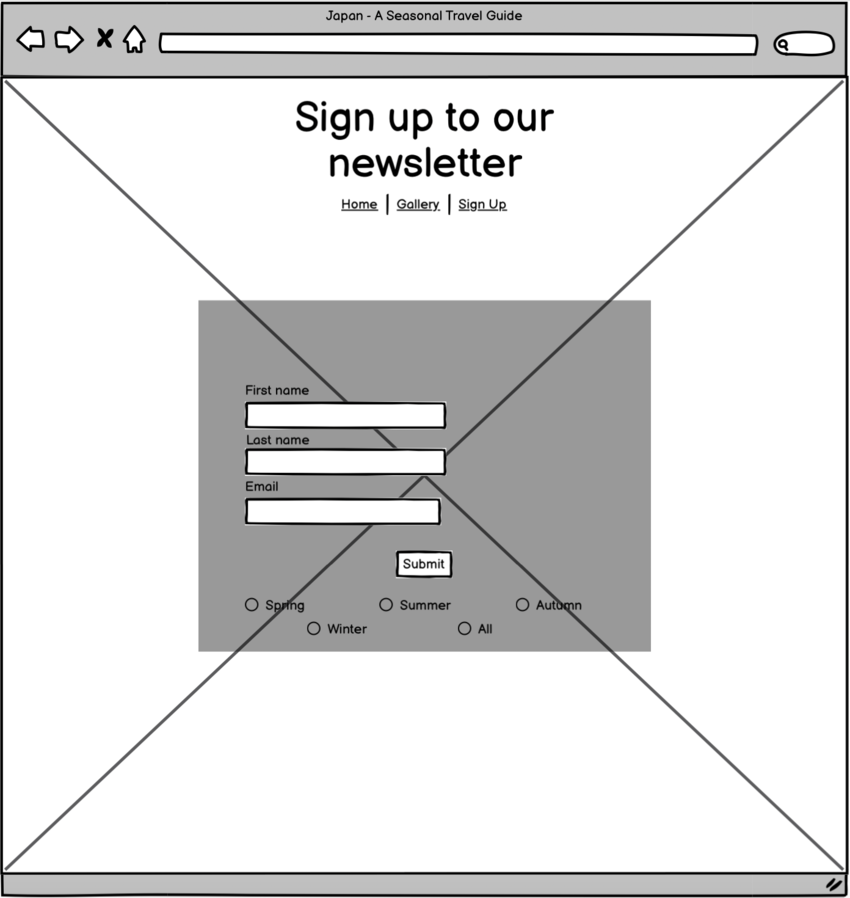 Japan - A Seasonal Travel Guide
Sign up to our
newsletter
Home | Gallery | Sign Up
First name
Last name
Email
Submit
Spring Summer Autumn
Winter All